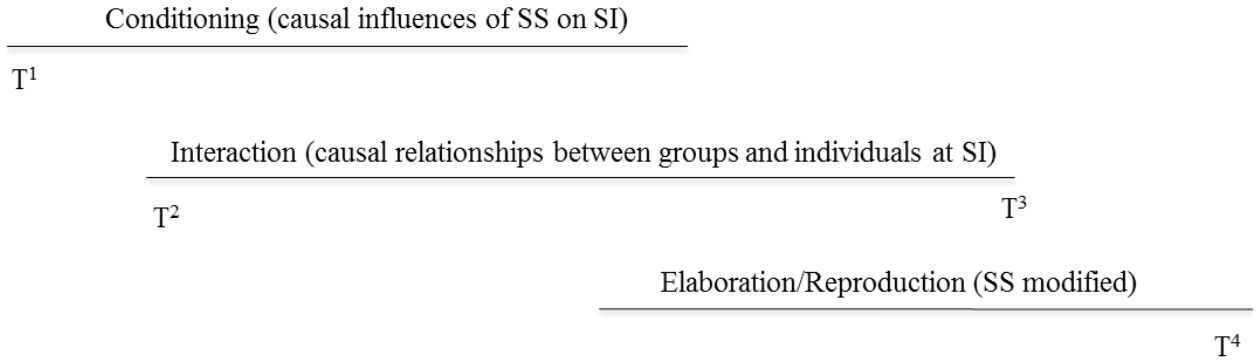 Conditioning (causal influences of SS on SI)
T¹
Interaction (causal relationships between groups and individuals at SI)
T² T³
Elaboration/Reproduction (SS modified)
T⁴